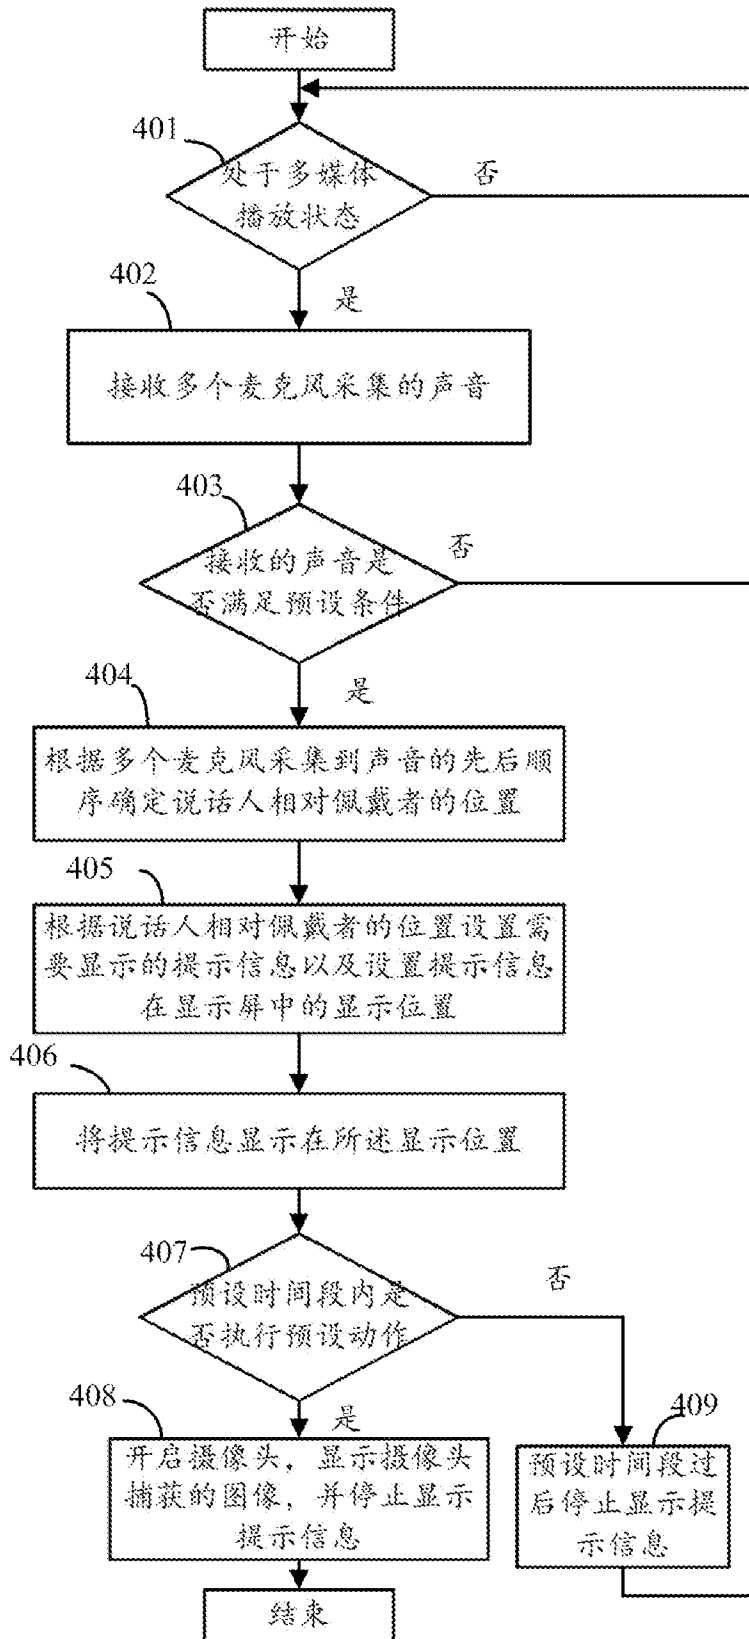 开始
401
处于多媒体
播放状态
否
是
402
接收多个麦克风采集的声音
403
接收的声音是
否满足预设条件
否
是
404
根据多个麦克风采集到声音的先后顺
序确定说话人相对佩戴者的位置
405
根据说话人相对佩戴者的位置设置需
要显示的提示信息以及设置提示信息
在显示屏中的显示位置
406
将提示信息显示在所述显示位置
407
预设时间段内是
否执行预设动作
否
是
408
开启摄像头，显示摄像头
捕获的图像，并停止显示
提示信息
409
预设时间段过
后停止显示提
示信息
结束